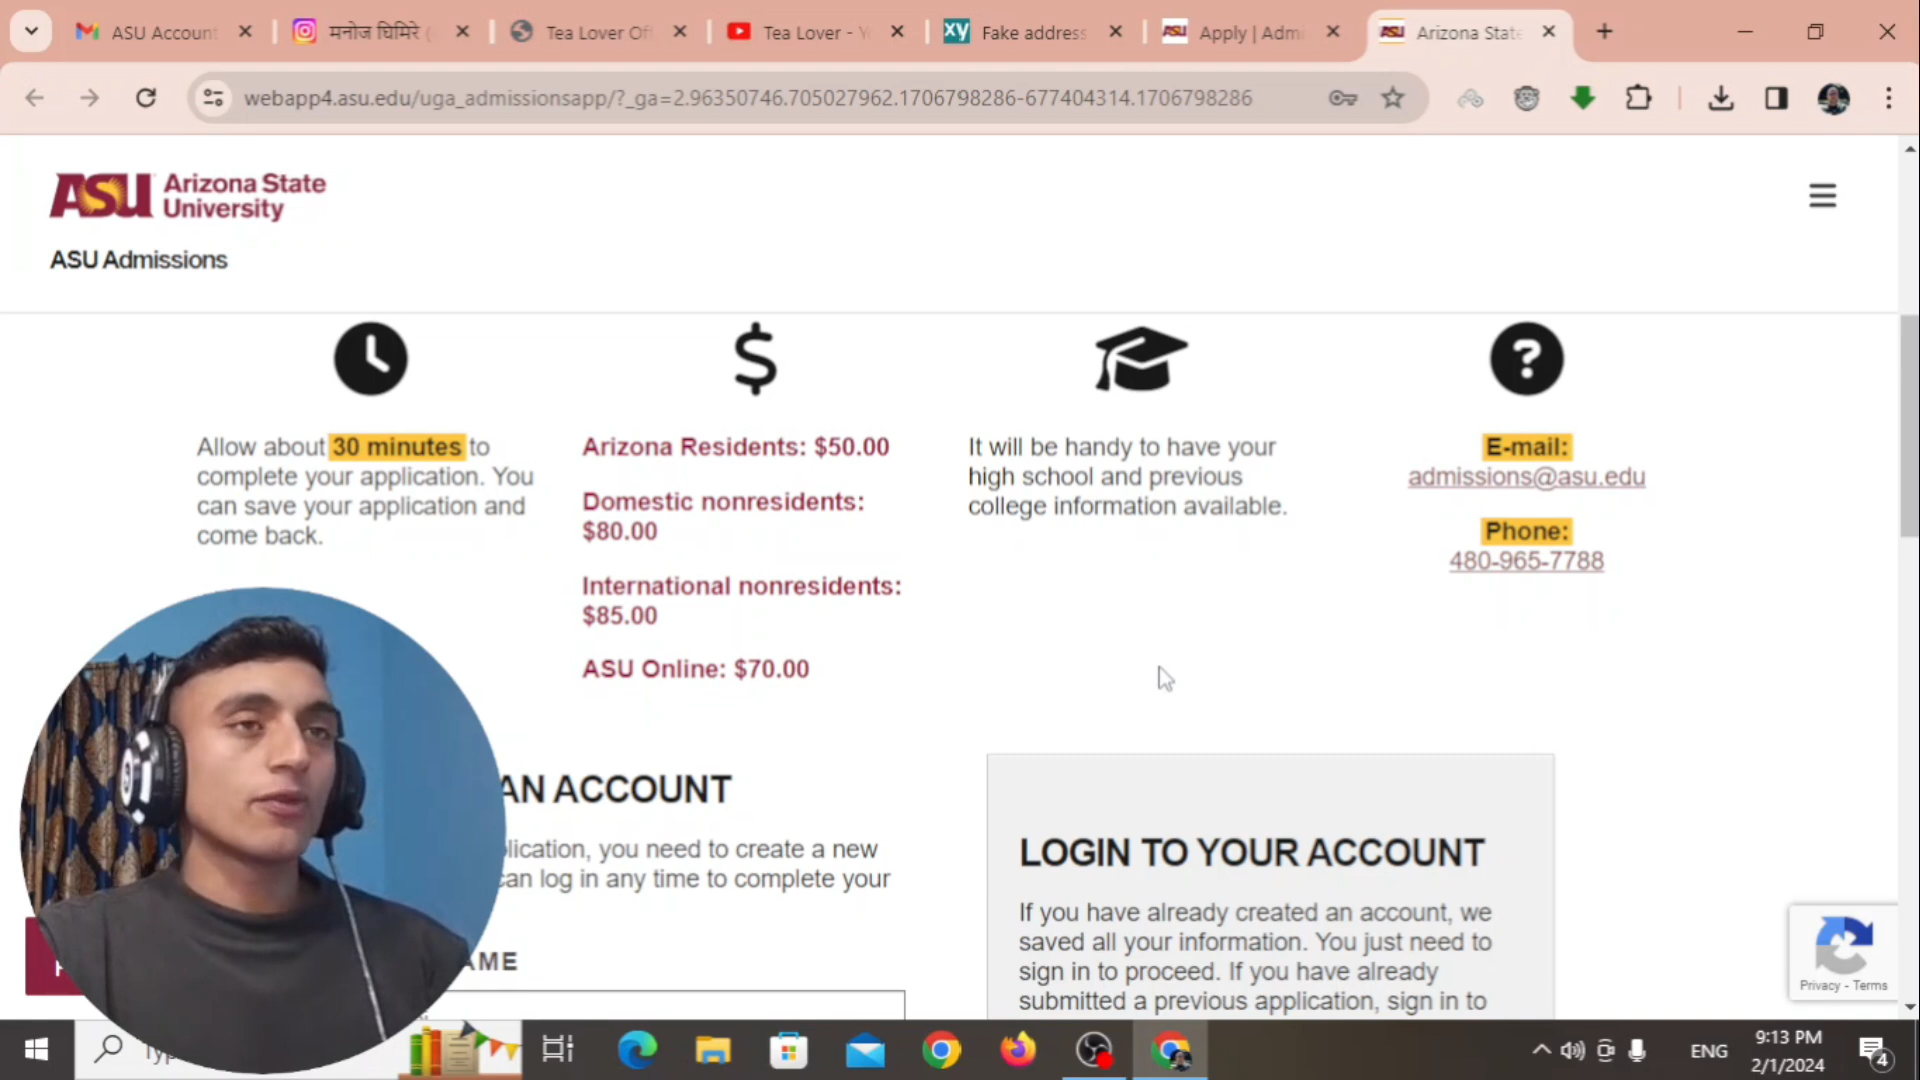 ASU Account
मनोज घिमिरे (
Tea Lover Of
Tea Lover - Y
Fake address
Apply | Admi
Arizona State
webapp4.asu.edu/uga_admissionsapp/?_ga=2.96350746.705027962.1706798286-677404314.1706798286
ASU Arizona State
University
ASU Admissions
Allow about 30 minutes to
complete your application. You
can save your application and
come back.
Arizona Residents: $50.00
Domestic nonresidents:
$80.00
International nonresidents:
$85.00
ASU Online: $70.00
It will be handy to have your
high school and previous
college information available.
E-mail:
admissions@asu.edu
Phone:
480-965-7788
AN ACCOUNT
plication, you need to create a new
can log in any time to complete your
AME
LOGIN TO YOUR ACCOUNT
If you have already created an account, we
saved all your information. You just need to
sign in to proceed. If you have already
submitted a previous application, sign in to
Privacy - Terms
ENG
9:13 PM
2/1/2024
4